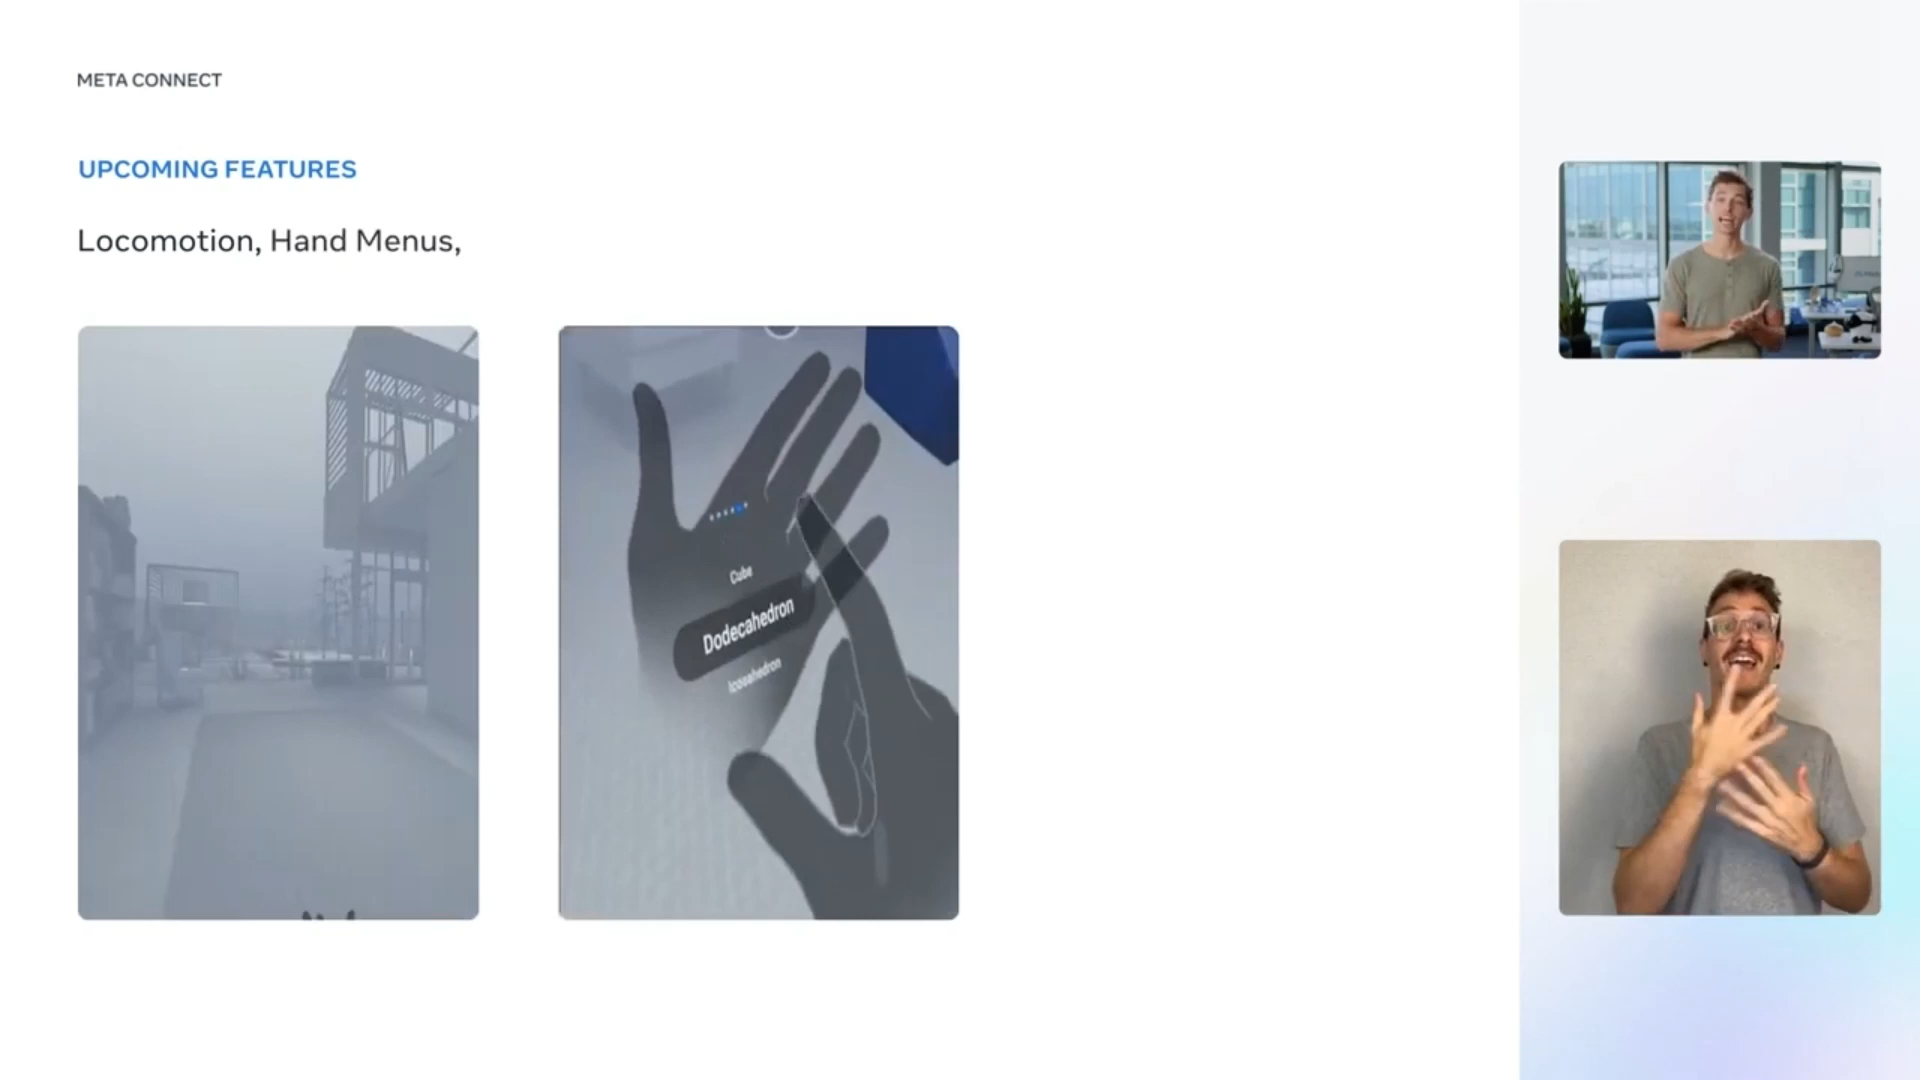 META CONNECT
UPCOMING FEATURES
Locomotion, Hand Menus,
Cube
Dodecahedron
Icosahedron